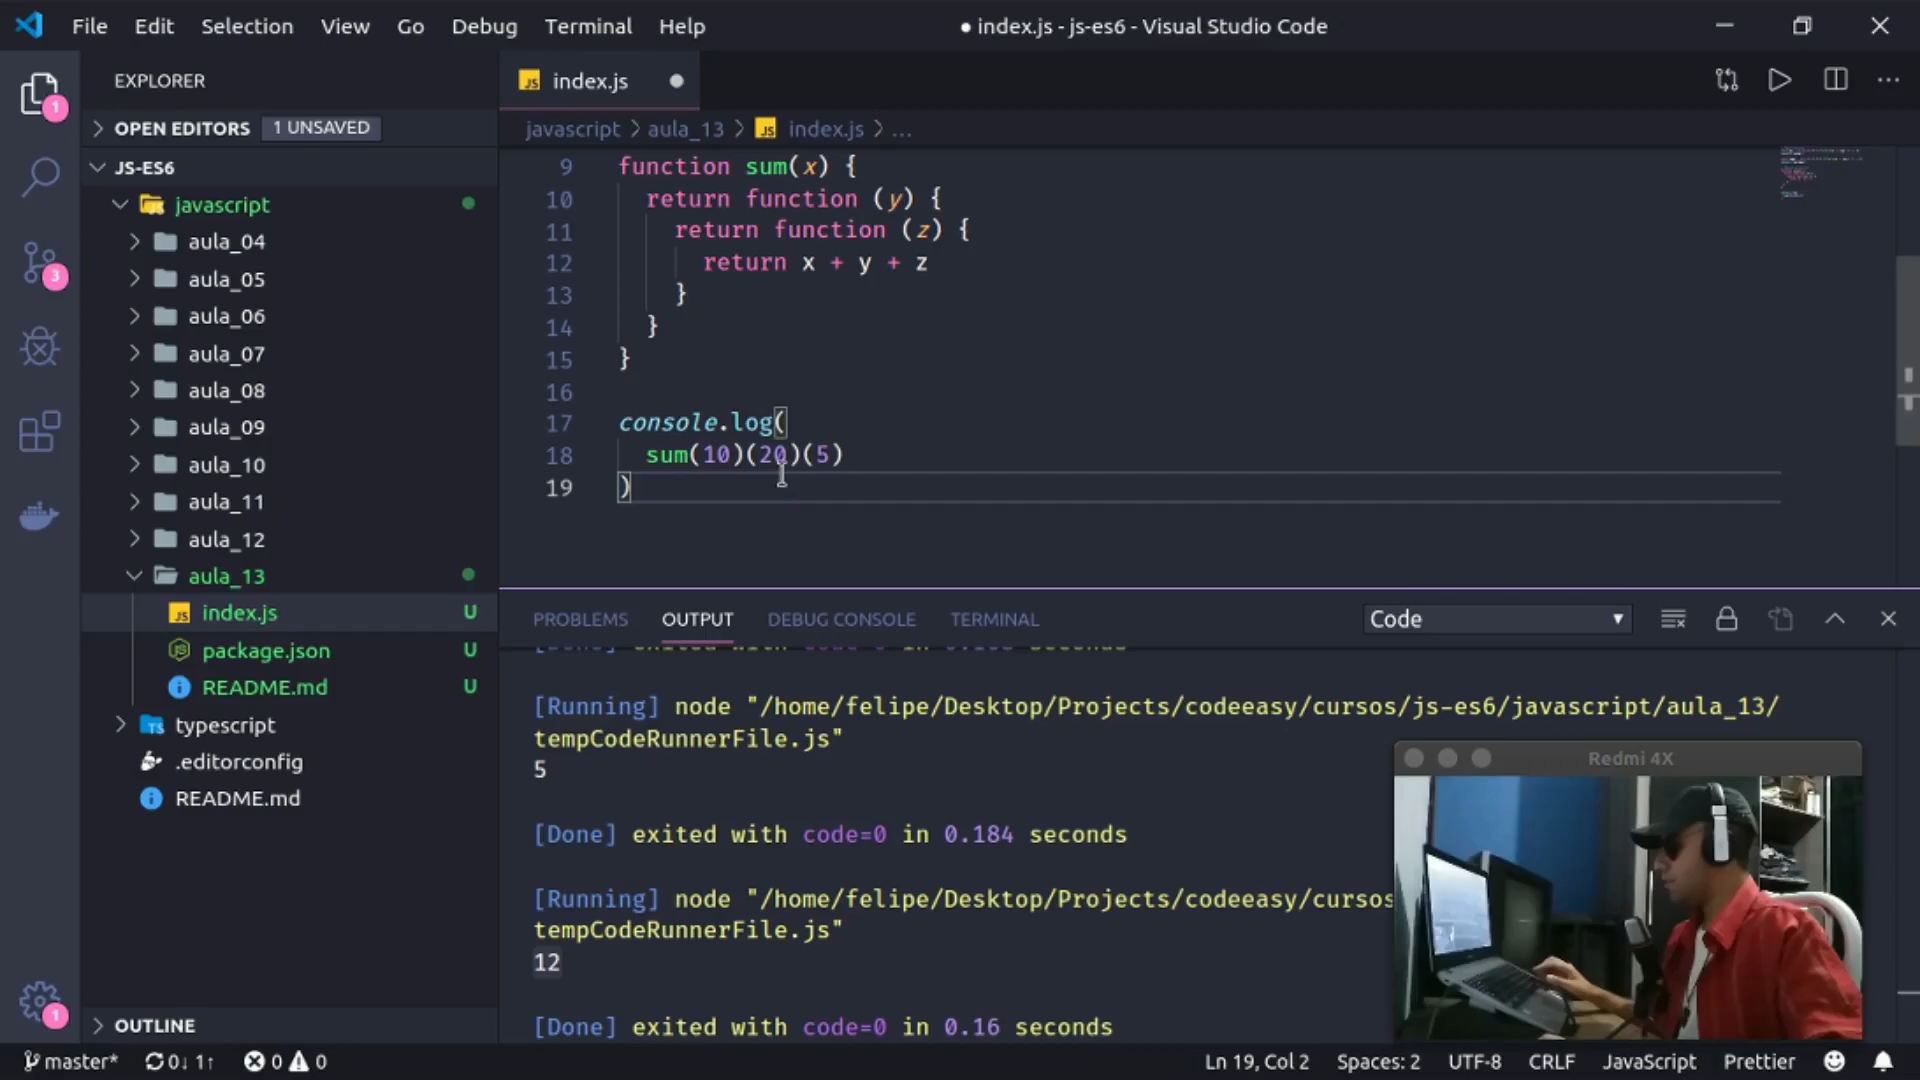 File Edit Selection View Go Debug Terminal Help
● index.js - js-es6 - Visual Studio Code
EXPLORER
OPEN EDITORS 1 UNSAVED
JS-ES6
javascript
aula_04
aula_05
aula_06
aula_07
aula_08
aula_09
aula_10
aula_11
aula_12
aula_13
JS index.js U
package.json U
README.md U
TS typescript
.editorconfig
README.md
OUTLINE
1
3
1
JS index.js
javascript > aula_13 > JS index.js > ...
9 function sum(x) {
10 return function (y) {
11 return function (z) {
12 return x + y + z
13 }
14 }
15 }
16
17 console.log(
18 sum(10)(20)(5)
19 )
PROBLEMS OUTPUT DEBUG CONSOLE TERMINAL Code
[Running] node "/home/felipe/Desktop/Projects/codeeasy/cursos/js-es6/javascript/aula_13/
tempCodeRunnerFile.js"
5
[Done] exited with code=0 in 0.184 seconds
[Running] node "/home/felipe/Desktop/Projects/codeeasy/cursos
tempCodeRunnerFile.js"
12
[Done] exited with code=0 in 0.16 seconds
Redmi 4X
master* 0↓ 1↑ 0 0 Ln 19, Col 2 Spaces: 2 UTF-8 CRLF JavaScript Prettier